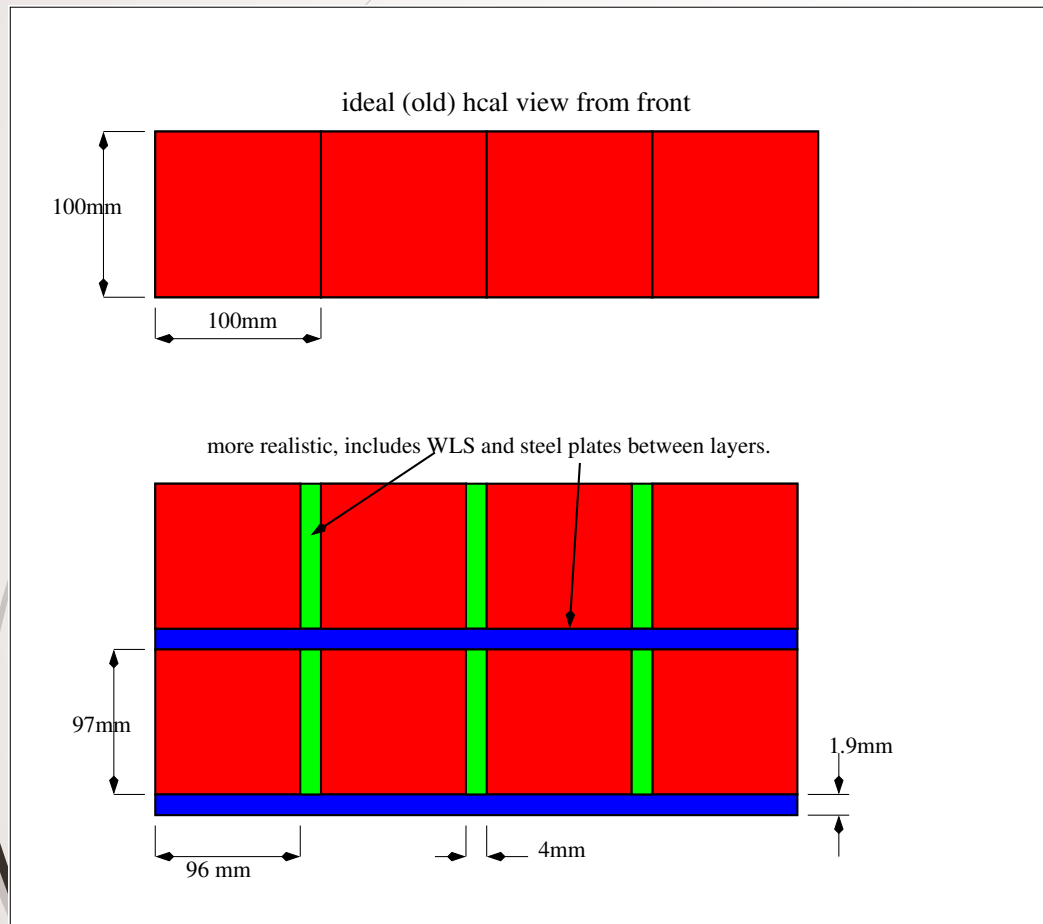 ideal (old) hcal view from front
100mm
100mm
more realistic, includes WLS and steel plates between layers.
97mm
1.9mm
96 mm
4mm